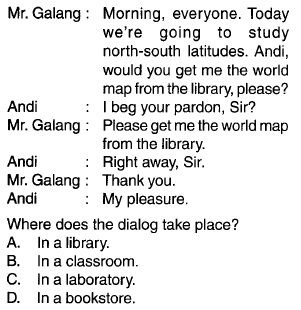 Mr. Galang : Morning, everyone. Today
we're going to study
north-south latitudes. Andi,
would you get me the world
map from the library, please?
Andi : I beg your pardon, Sir?
Mr. Galang : Please get me the world map
from the library.
Andi : Right away, Sir.
Mr. Galang : Thank you.
Andi : My pleasure.
Where does the dialog take place?
A. In a library.
B. In a classroom.
C. In a laboratory.
D. In a bookstore.